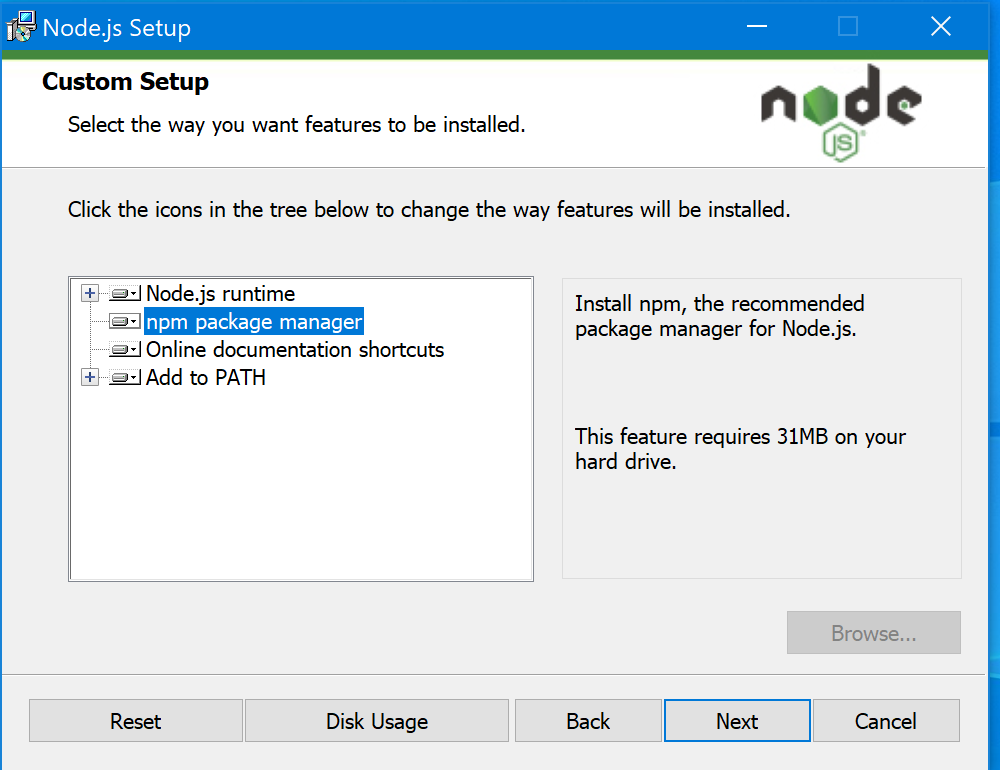 Node.js Setup
Custom Setup
Select the way you want features to be installed.
node
JS
Click the icons in the tree below to change the way features will be installed.
Node.js runtime
npm package manager
Online documentation shortcuts
Add to PATH
Install npm, the recommended
package manager for Node.js.
This feature requires 31MB on your
hard drive.
Browse...
Reset
Disk Usage
Back
Next
Cancel